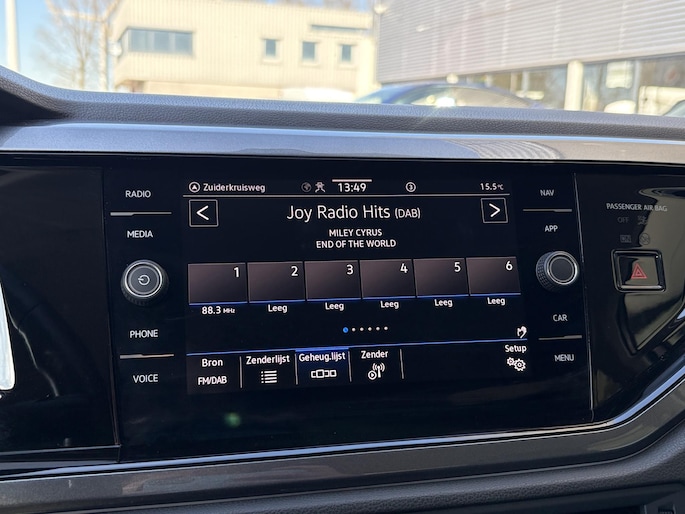 RADIO
MEDIA
PHONE
VOICE
Zuiderkruisweg
13:49
3
15.5°C
Joy Radio Hits (DAB)
MILEY CYRUS
END OF THE WORLD
1 2 3 4 5 6
88.3 MHz Leeg Leeg Leeg Leeg Leeg
Setup
Bron Zenderlijst Geheug.lijst Zender
FM/DAB
NAV
APP
CAR
MENU
PASSENGER AIR BAG
OFF